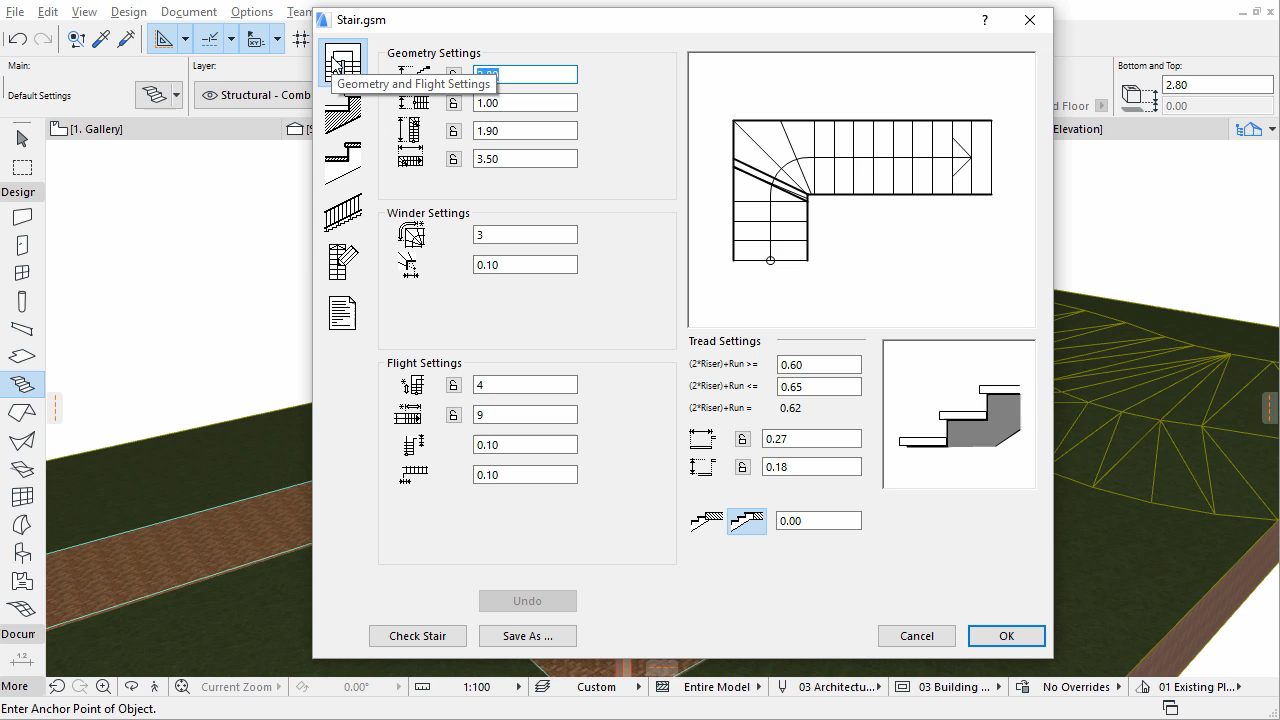 File Edit View Design Document Options Team
Stair.gsm
?
Main:
Layer:
Default Settings
Structural - Comb
Bottom and Top:
2.80
d Floor
0.00
[1. Gallery]
Elevation]
Geometry Settings
Geometry and Flight Settings
1.00
1.90
3.50
Winder Settings
3
0.10
Flight Settings
4
9
0.10
0.10
Tread Settings
(2*Riser)+Run >= 0.60
(2*Riser)+Run <= 0.65
(2*Riser)+Run = 0.62
0.27
0.18
0.00
Undo
Check Stair
Save As ...
Cancel
OK
Design
Docum
1.2
More
Current Zoom
0.00°
1:100
Custom
Entire Model
03 Architectu...
03 Building ...
No Overrides
01 Existing Pl...
Enter Anchor Point of Object.